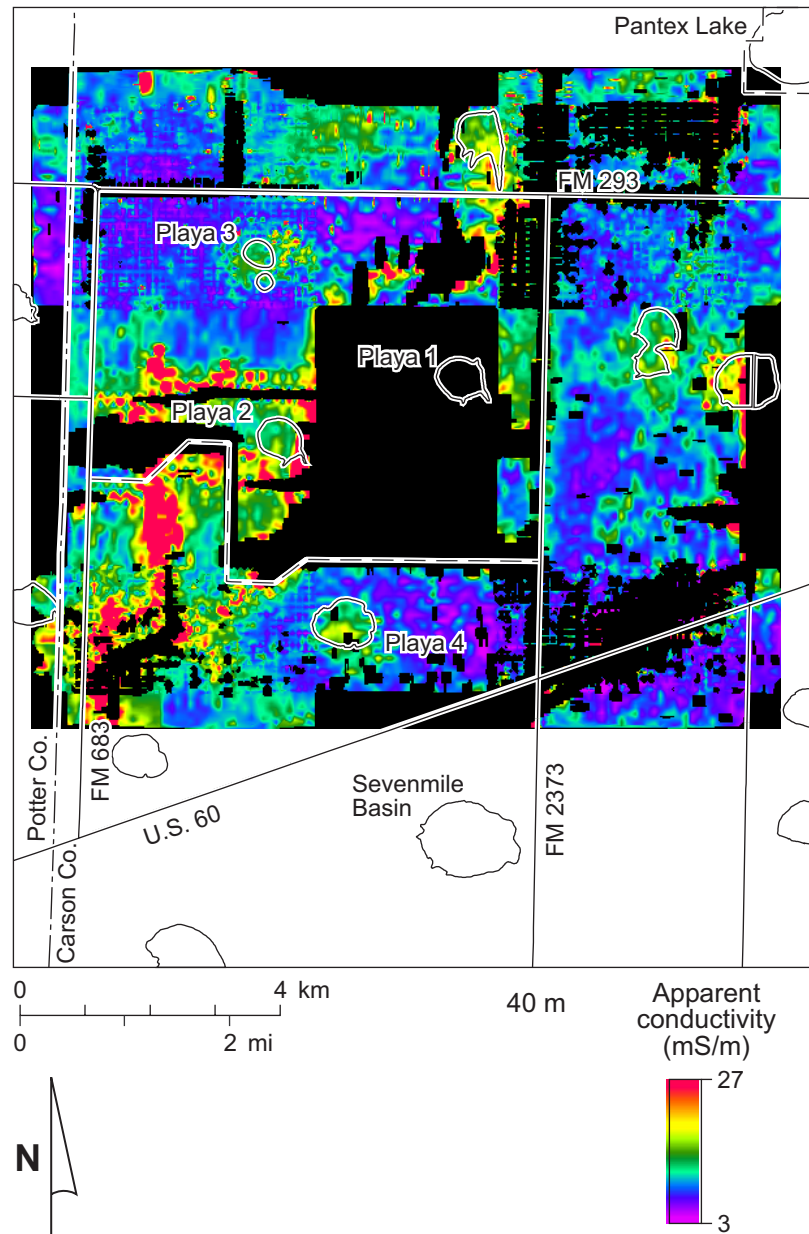 Pantex Lake
FM 293
Playa 3
Playa 1
Playa 2
Playa 4
Potter Co.
Carson Co.
FM 683
U.S. 60
Sevenmile
Basin
FM 2373
0 4 km
0 2 mi
40 m
Apparent
conductivity
(mS/m)
27
3
N